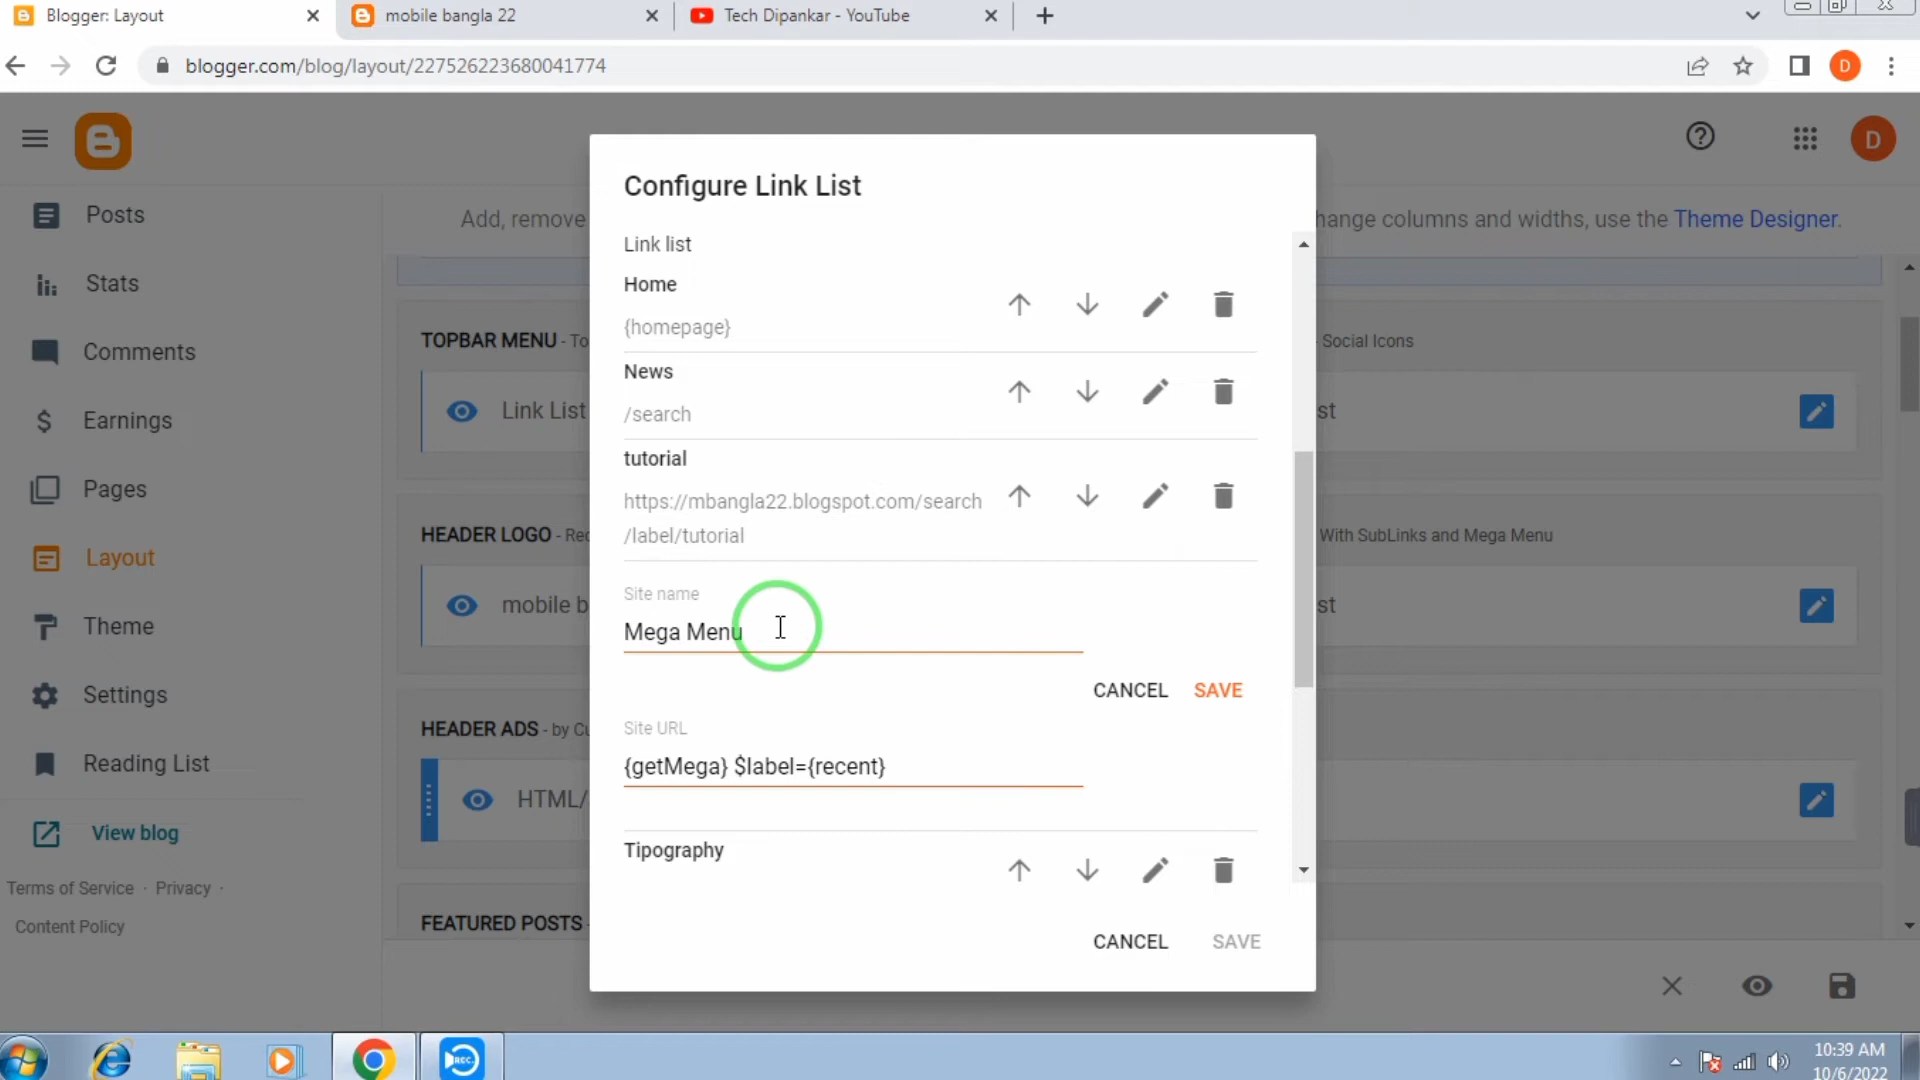 Blogger: Layout
mobile bangla 22
Tech Dipankar - YouTube
blogger.com/blog/layout/227526223680041774
D
D
Posts
Stats
Comments
Earnings
Pages
Layout
Theme
Settings
Reading List
View blog
Terms of Service · Privacy ·
Content Policy
Add, remove
hange columns and widths, use the Theme Designer.
TOPBAR MENU - To
Social Icons
Link List
st
HEADER LOGO - Rec
With SubLinks and Mega Menu
mobile b
st
HEADER ADS - by Cu
HTML/
FEATURED POSTS
Configure Link List
Link list
Home
{homepage}
News
/search
tutorial
https://mbangla22.blogspot.com/search
/label/tutorial
Site name
Mega Menu
CANCEL SAVE
Site URL
{getMega} $label={recent}
Tipography
CANCEL SAVE
REC
10:39 AM
10/6/2022